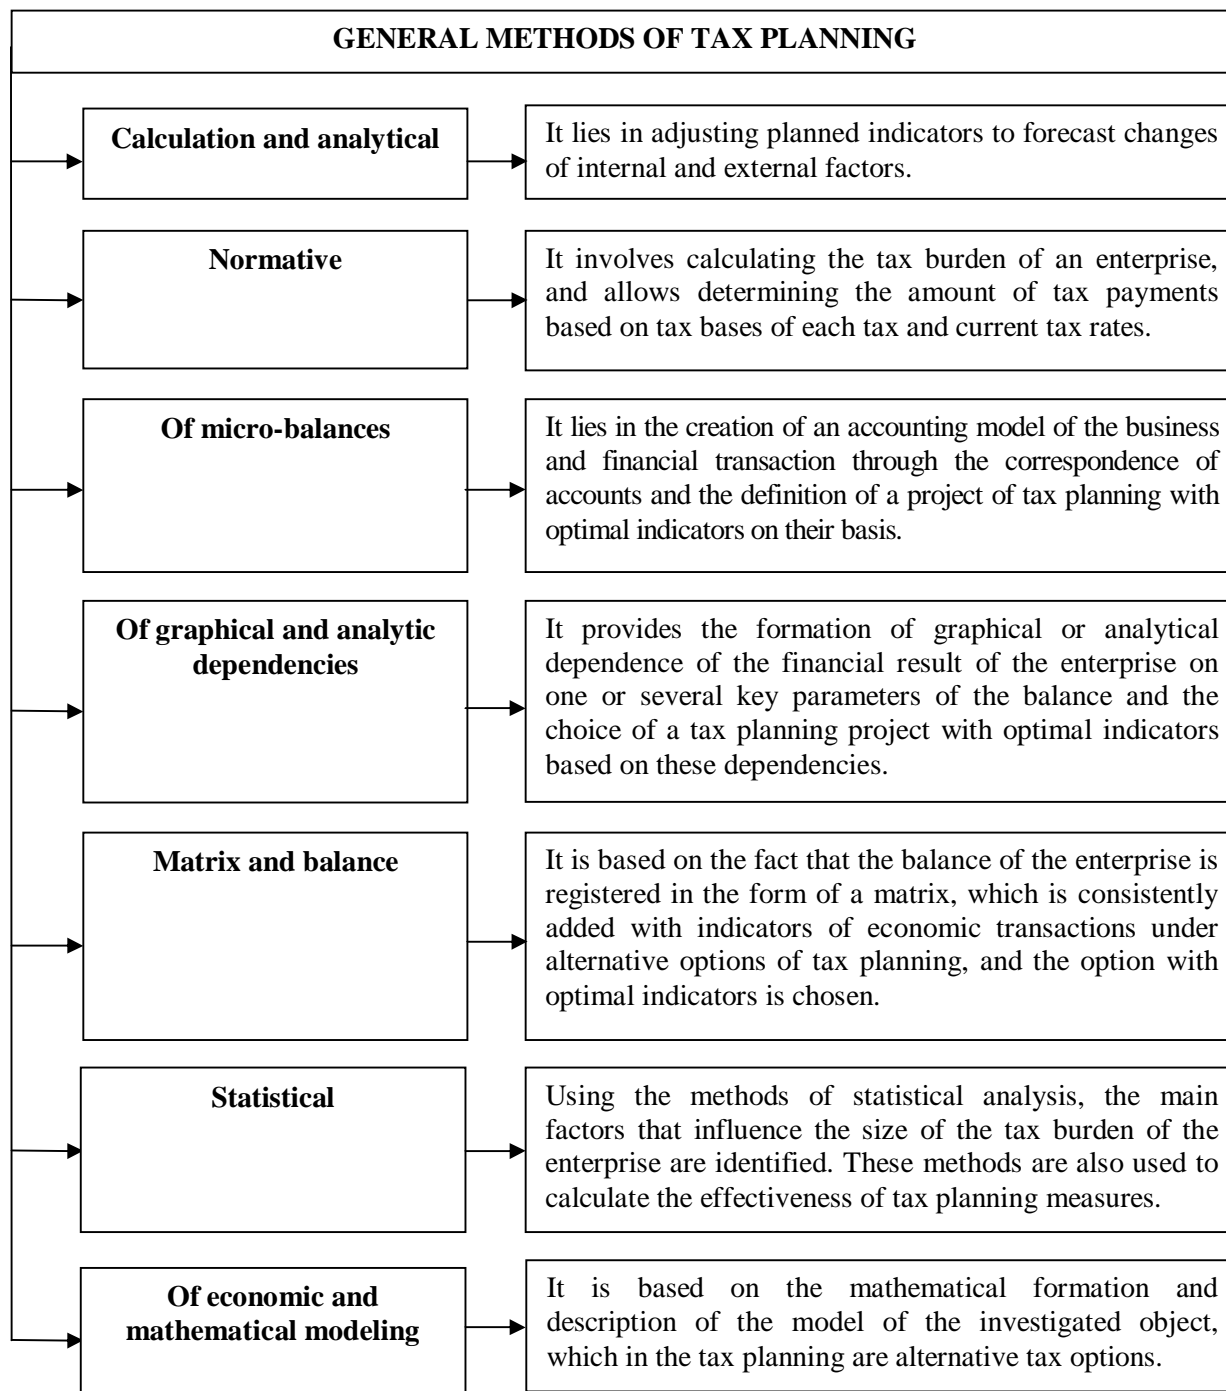 GENERAL METHODS OF TAX PLANNING
Calculation and analytical
It lies in adjusting planned indicators to forecast changes
of internal and external factors.
Normative
It involves calculating the tax burden of an enterprise,
and allows determining the amount of tax payments
based on tax bases of each tax and current tax rates.
Of micro-balances
It lies in the creation of an accounting model of the business
and financial transaction through the correspondence of
accounts and the definition of a project of tax planning with
optimal indicators on their basis.
Of graphical and analytic
dependencies
It provides the formation of graphical or analytical
dependence of the financial result of the enterprise on
one or several key parameters of the balance and the
choice of a tax planning project with optimal indicators
based on these dependencies.
Matrix and balance
It is based on the fact that the balance of the enterprise is
registered in the form of a matrix, which is consistently
added with indicators of economic transactions under
alternative options of tax planning, and the option with
optimal indicators is chosen.
Statistical
Using the methods of statistical analysis, the main
factors that influence the size of the tax burden of the
enterprise are identified. These methods are also used to
calculate the effectiveness of tax planning measures.
Of economic and
mathematical modeling
It is based on the mathematical formation and
description of the model of the investigated object,
which in the tax planning are alternative tax options.